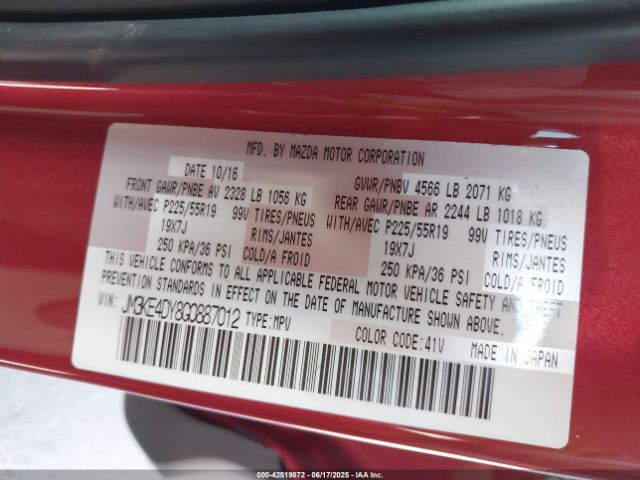 MFD. BY MAZDA MOTOR CORPORATION
DATE 10/16
GVWR/PNBV 4566 LB 2071 KG
FRONT GAWR/PNBE AV 2328 LB 1056 KG
REAR GAWR/PNBE AR 2244 LB 1018 KG
WITH/AVEC P225/55R19 99V TIRES/PNEUS
WITH/AVEC P225/55R19 99V TIRES/PNEUS
19X7J RIMS/JANTES
19X7J RIMS/JANTES
250 KPA/36 PSI COLD/A FROID
250 KPA/36 PSI COLD/A FROID
THIS VEHICLE CONFORMS TO ALL APPLICABLE FEDERAL MOTOR VEHICLE SAFETY AND THEFT
PREVENTION STANDARDS IN EFFECT ON THE DATE OF MANUFACTURE SHOWN ABOVE.
VIN: JM3KE4DY8G0887012 TYPE:MPV
COLOR CODE:41V MADE IN JAPAN
000-42519872 - 06/17/2025 - IAAI.COM